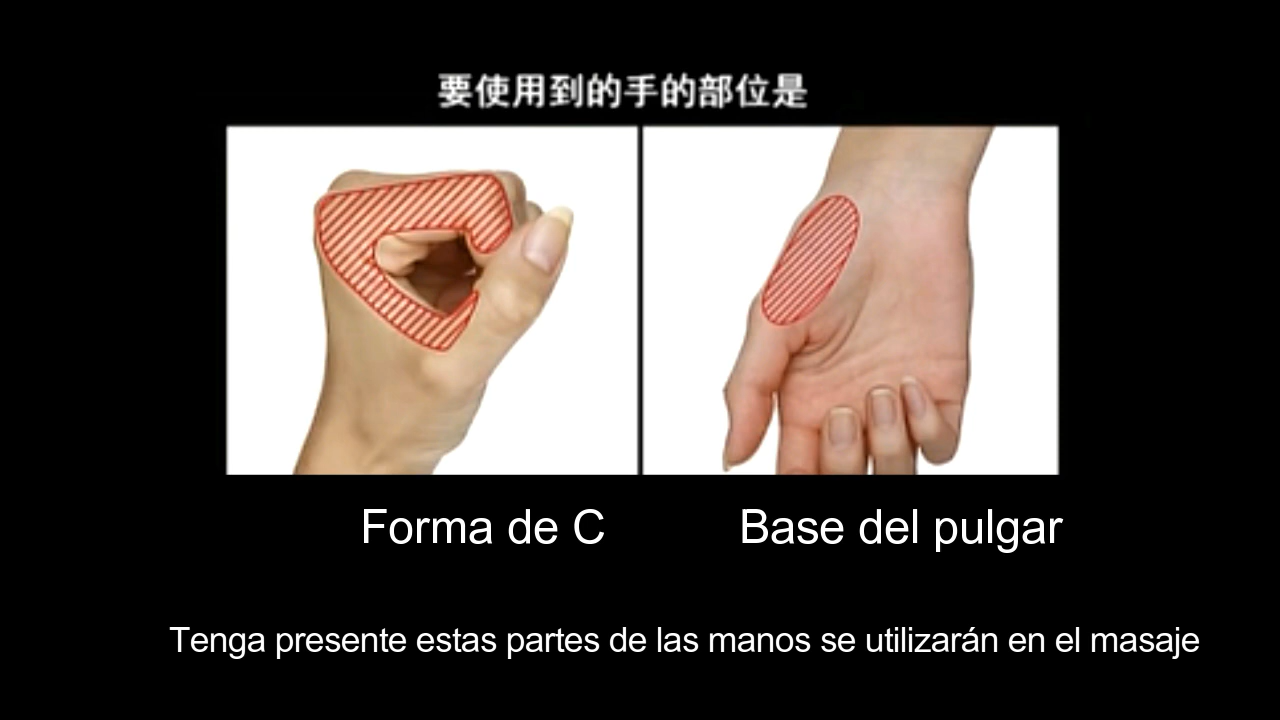 要使用到的手的部位是
Forma de C
Base del pulgar
Tenga presente estas partes de las manos se utilizarán en el masaje